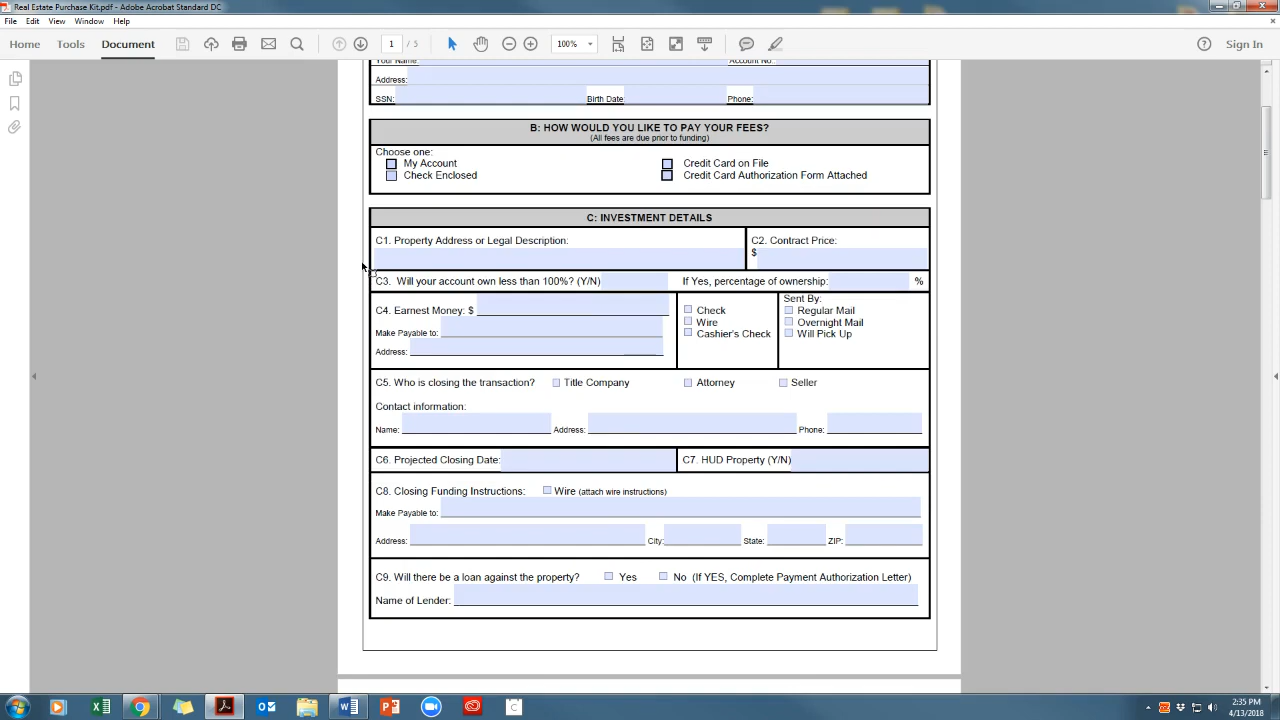 Real Estate Purchase Kit.pdf - Adobe Acrobat Standard DC
File Edit View Window Help
Home Tools Document 1 / 5 100% Sign In
Your Name: Account No.
Address:
SSN: Birth Date: Phone:
B: HOW WOULD YOU LIKE TO PAY YOUR FEES?
(All fees are due prior to funding)
Choose one:
My Account Credit Card on File
Check Enclosed Credit Card Authorization Form Attached
C: INVESTMENT DETAILS
C1. Property Address or Legal Description: C2. Contract Price:
$
C3. Will your account own less than 100%? (Y/N) If Yes, percentage of ownership: %
Sent By:
C4. Earnest Money: $ Check Regular Mail
Wire Overnight Mail
Make Payable to: Cashier's Check Will Pick Up
Address:
C5. Who is closing the transaction? Title Company Attorney Seller
Contact information:
Name: Address: Phone:
C6. Projected Closing Date: C7. HUD Property (Y/N)
C8. Closing Funding Instructions: Wire (attach wire instructions)
Make Payable to:
Address: City: State: ZIP:
C9. Will there be a loan against the property? Yes No (If YES, Complete Payment Authorization Letter)
Name of Lender:
2:35 PM
4/13/2018